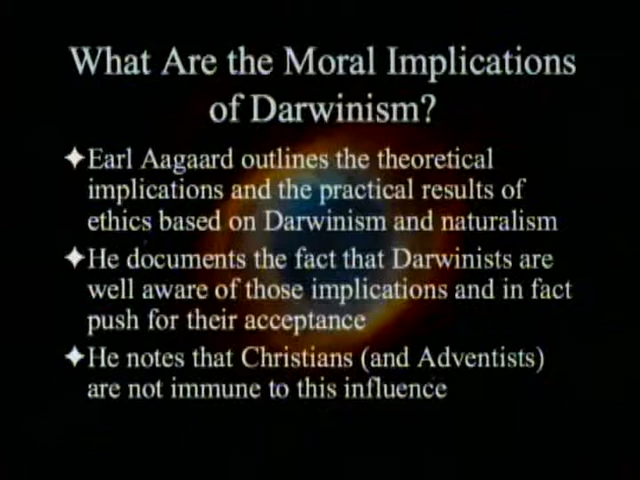 What Are the Moral Implications
of Darwinism?
Earl Aagaard outlines the theoretical
implications and the practical results of
ethics based on Darwinism and naturalism
He documents the fact that Darwinists are
well aware of those implications and in fact
push for their acceptance
He notes that Christians (and Adventists)
are not immune to this influence